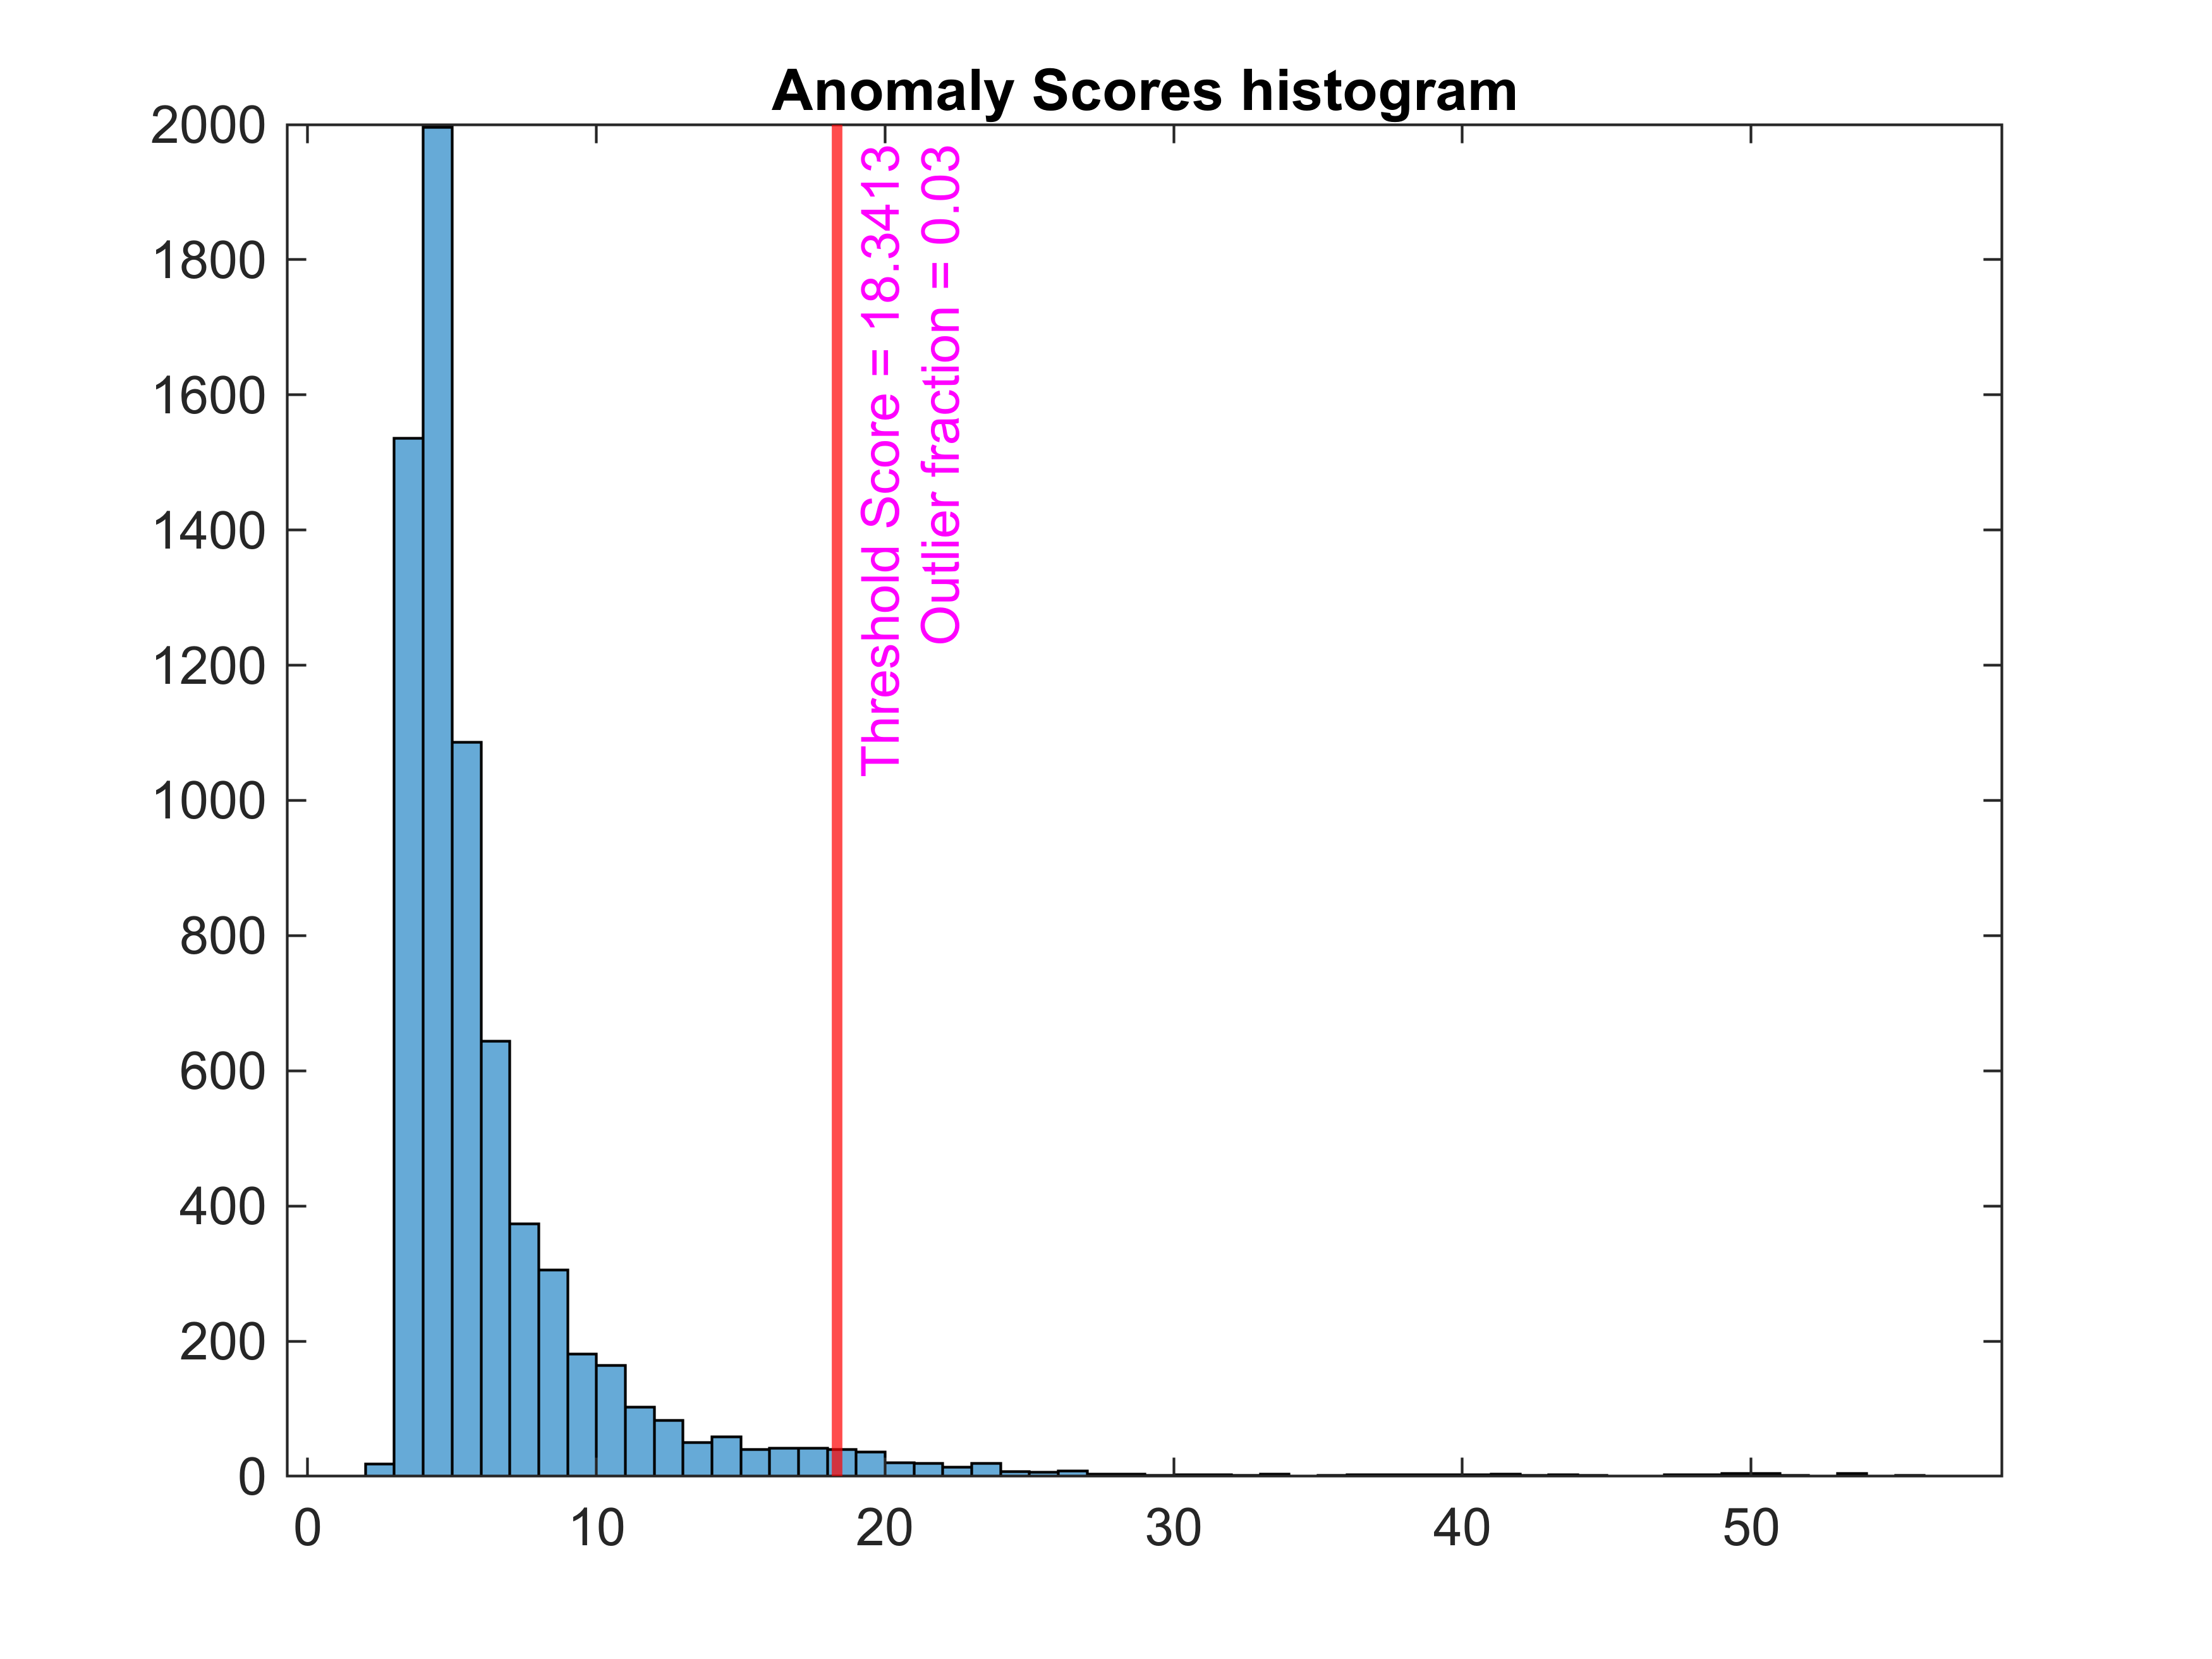 Anomaly Scores histogram
2000
1800
1600
1400
1200
1000
800
600
400
200
0
Threshold Score = 18.3413
Outlier fraction = 0.03
0 10 20 30 40 50